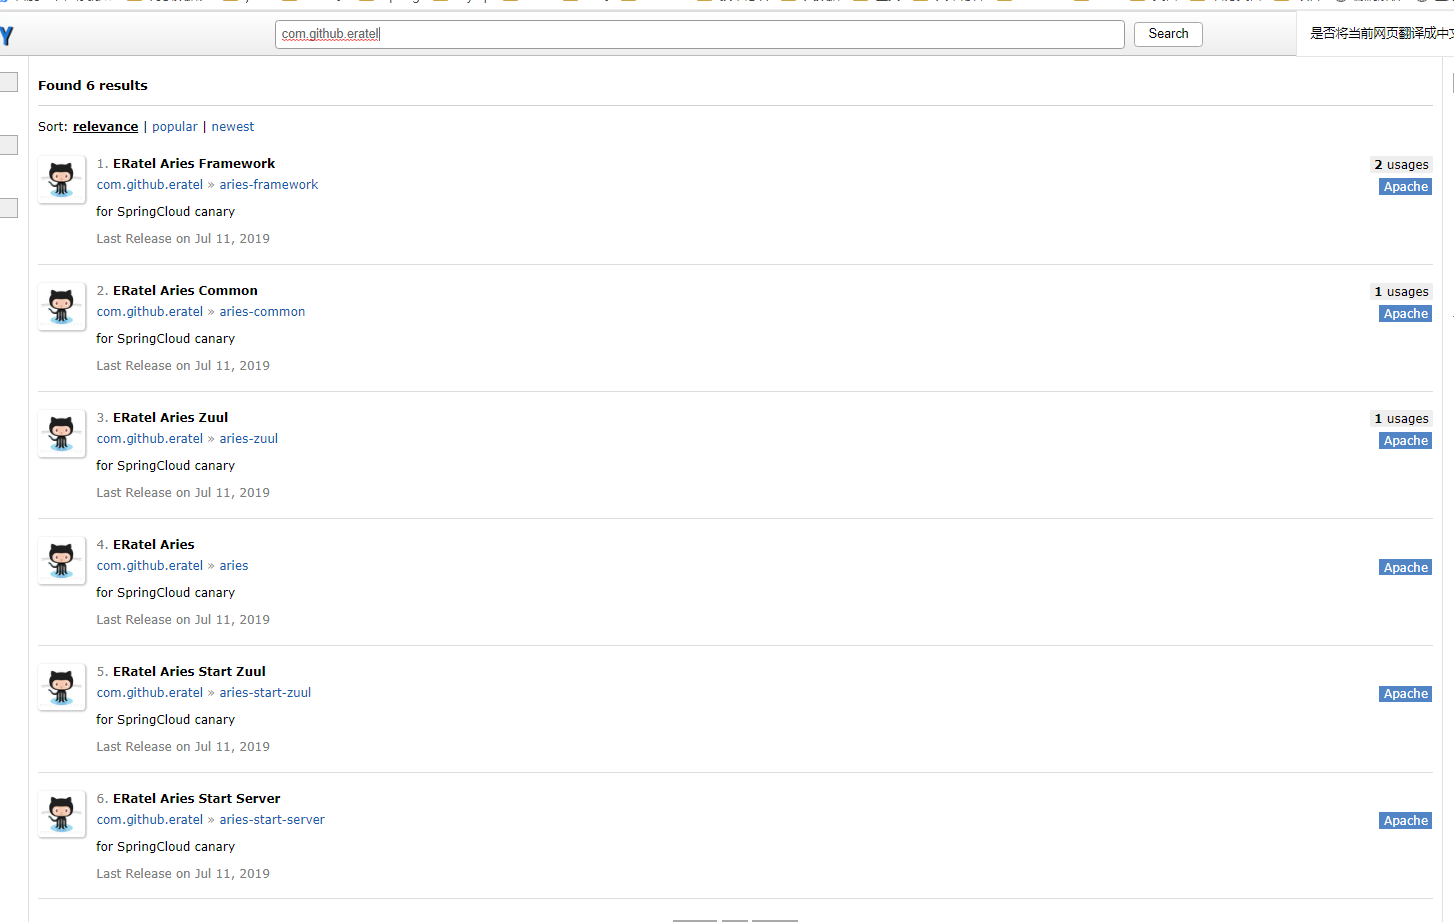 Y
com.github.eratel
Search
是否将当前网页翻译成中文
Found 6 results
Sort: relevance | popular | newest
1. ERatel Aries Framework
2 usages
com.github.eratel » aries-framework
Apache
for SpringCloud canary
Last Release on Jul 11, 2019
2. ERatel Aries Common
1 usages
com.github.eratel » aries-common
Apache
for SpringCloud canary
Last Release on Jul 11, 2019
3. ERatel Aries Zuul
1 usages
com.github.eratel » aries-zuul
Apache
for SpringCloud canary
Last Release on Jul 11, 2019
4. ERatel Aries
com.github.eratel » aries
Apache
for SpringCloud canary
Last Release on Jul 11, 2019
5. ERatel Aries Start Zuul
com.github.eratel » aries-start-zuul
Apache
for SpringCloud canary
Last Release on Jul 11, 2019
6. ERatel Aries Start Server
com.github.eratel » aries-start-server
Apache
for SpringCloud canary
Last Release on Jul 11, 2019